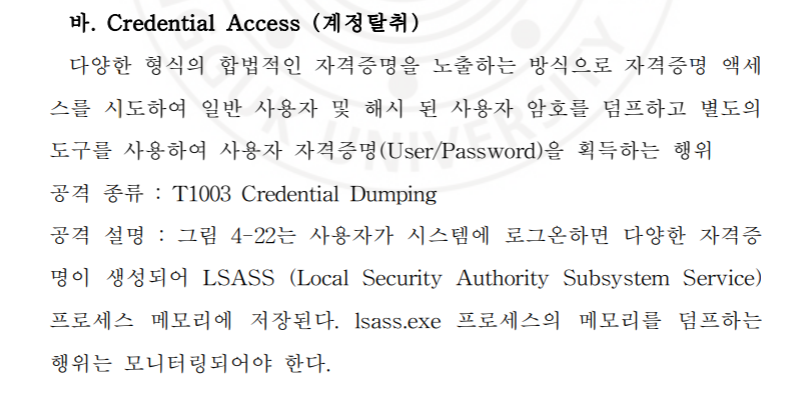 바. Credential Access (계정탈취)
다양한 형식의 합법적인 자격증명을 노출하는 방식으로 자격증명 액세
스를 시도하여 일반 사용자 및 해시 된 사용자 암호를 덤프하고 별도의
도구를 사용하여 사용자 자격증명(User/Password)을 획득하는 행위
공격 종류 : T1003 Credential Dumping
공격 설명 : 그림 4-22는 사용자가 시스템에 로그온하면 다양한 자격증
명이 생성되어 LSASS (Local Security Authority Subsystem Service)
프로세스 메모리에 저장된다. lsass.exe 프로세스의 메모리를 덤프하는
행위는 모니터링되어야 한다.
UNIVERSITY